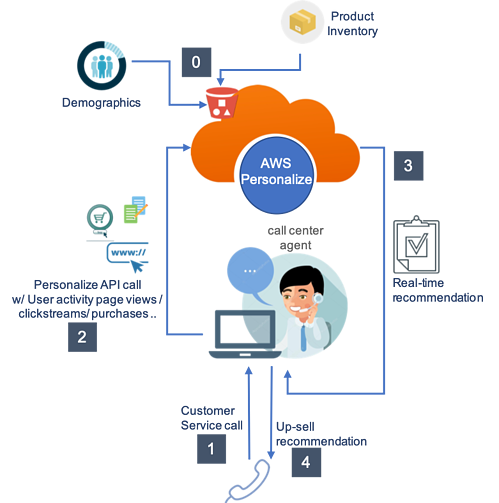 Product
Inventory
0
Demographics
AWS
Personalize
3
call center
agent
www://
Personalize API call
w/ User activity page views /
clickstreams/ purchases ..
2
Real-time
recommendation
...
Customer
Service call
1
Up-sell
recommendation
4